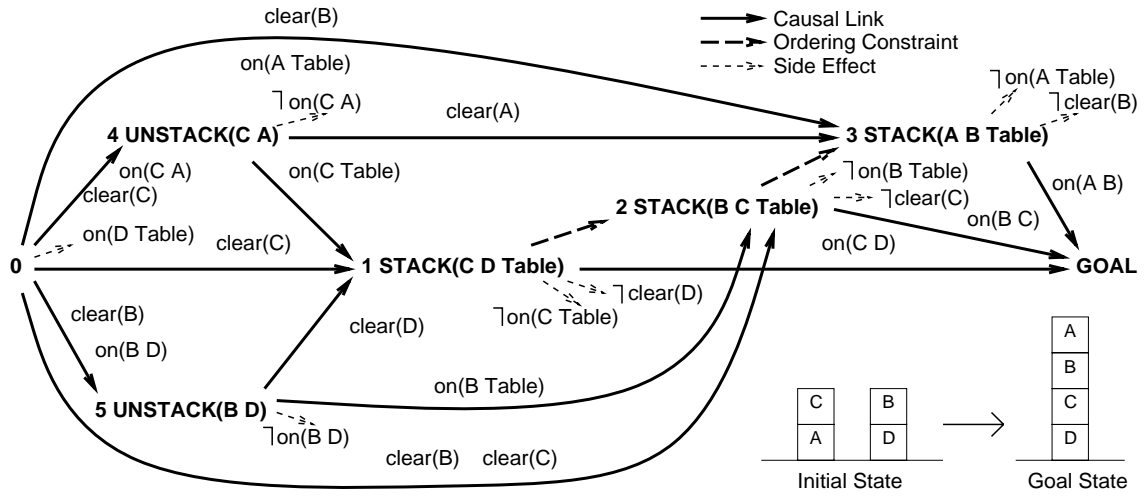 clear(B)
Causal Link
Ordering Constraint
Side Effect
on(A Table)
¬on(C A)
clear(A)
¬on(A Table)
¬clear(B)
4 UNSTACK(C A)
3 STACK(A B Table)
on(C A)
on(C Table)
¬on(B Table)
clear(C)
¬clear(C)
on(A B)
2 STACK(B C Table)
on(B C)
on(D Table)
clear(C)
on(C D)
0
1 STACK(C D Table)
GOAL
¬clear(D)
clear(B)
¬on(C Table)
clear(D)
on(B D)
A
B
on(B Table)
C
B
C
5 UNSTACK(B D)
¬on(B D)
A
D
D
clear(B) clear(C)
Initial State
Goal State